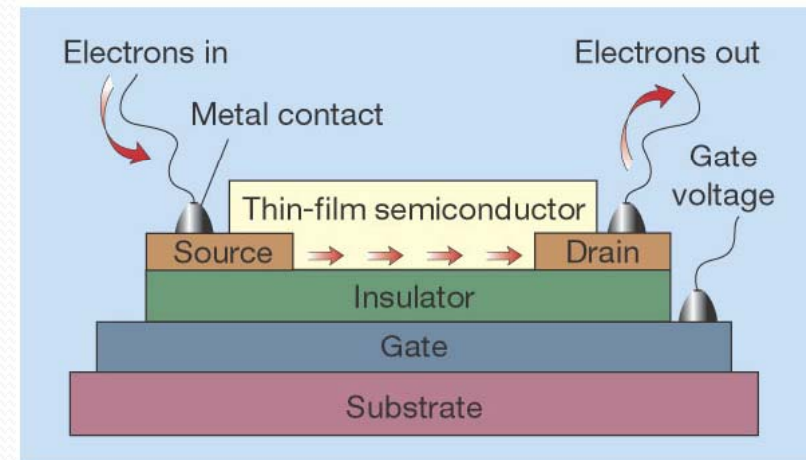 Electrons in
Electrons out
Metal contact
Gate
voltage
Thin-film semiconductor
Source
Drain
Insulator
Gate
Substrate